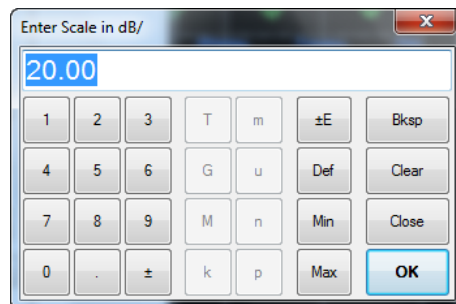 Enter Scale in dB/
20.00
1 2 3 T m ±E Bksp
4 5 6 G u Def Clear
7 8 9 M n Min Close
0 . ± k p Max OK